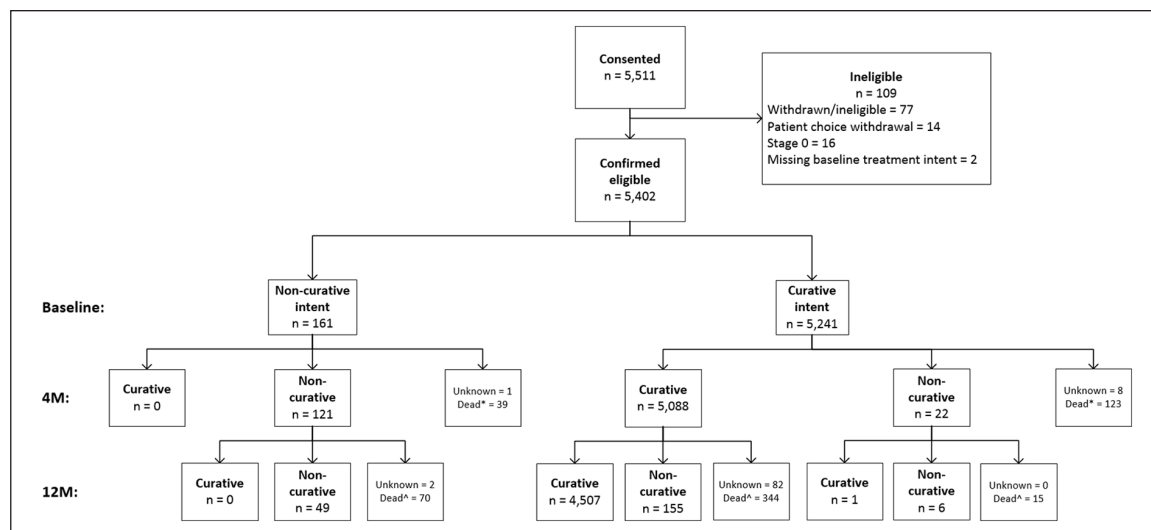 Consented
n = 5,511
Ineligible
n = 109
Withdrawn/ineligible = 77
Patient choice withdrawal = 14
Stage 0 = 16
Missing baseline treatment intent = 2
Confirmed
eligible
n = 5,402
Baseline:
Non-curative
intent
n = 161
Curative
intent
n = 5,241
4M:
Curative
n = 0
Non-
curative
n = 121
Unknown = 1
Dead* = 39
Curative
n = 5,088
Non-
curative
n = 22
Unknown = 8
Dead* = 123
12M:
Curative
n = 0
Non-
curative
n = 49
Unknown = 2
Dead^ = 70
Curative
n = 4,507
Non-
curative
n = 155
Unknown = 82
Dead^ = 344
Curative
n = 1
Non-
curative
n = 6
Unknown = 0
Dead^ = 15